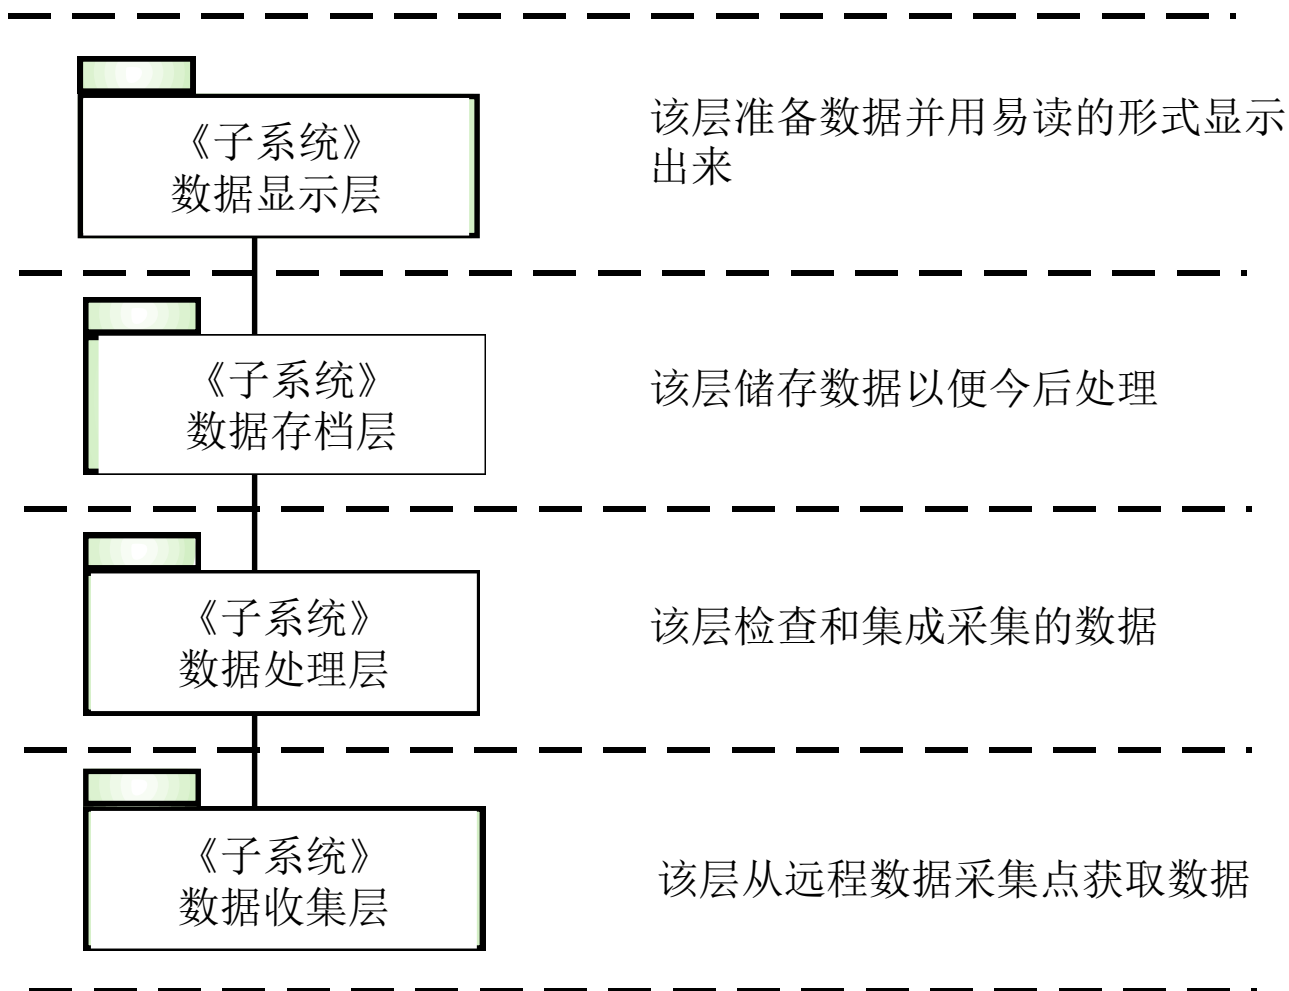 《子系统》
数据显示层
该层准备数据并用易读的形式显示
出来
《子系统》
数据存档层
该层储存数据以便今后处理
《子系统》
数据处理层
该层检查和集成采集的数据
《子系统》
数据收集层
该层从远程数据采集点获取数据